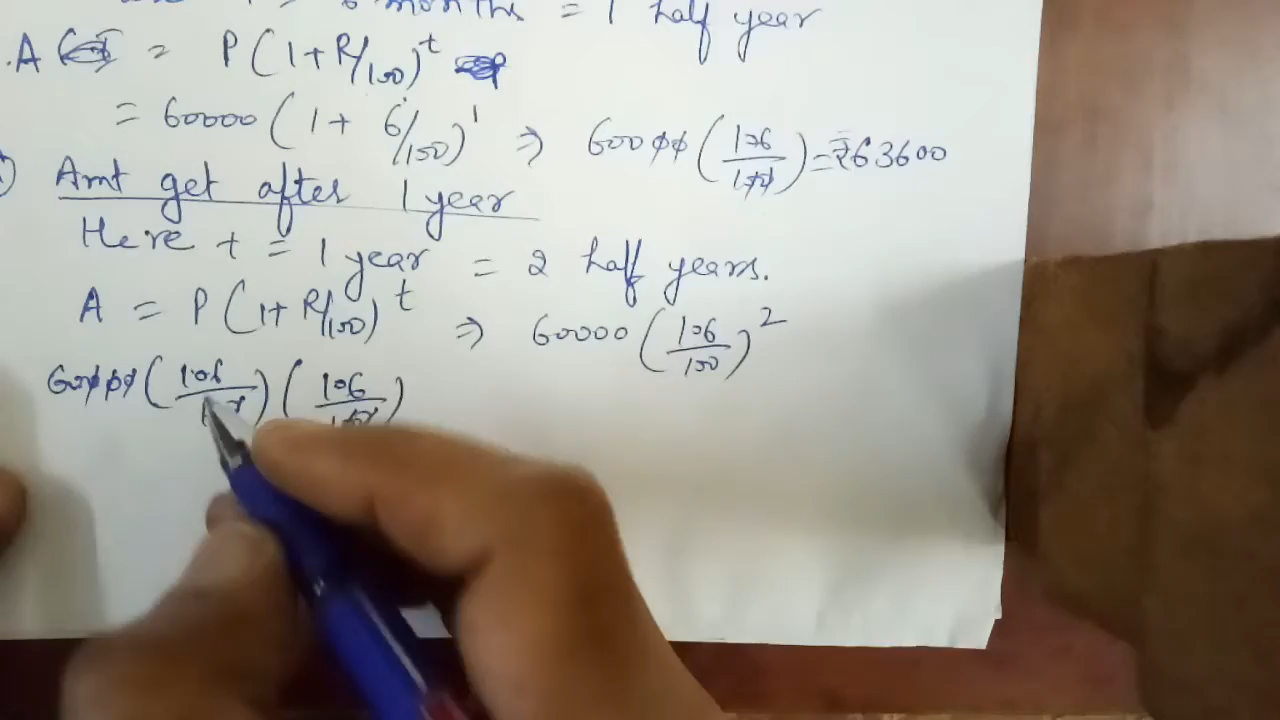 = 6 months = 1 half year
A = P(1+R/100)^t
= 60000 (1 + 6/100)^1 ⇒ 60000 (106/100) = ₹63600
Amt get after 1 year
Here t = 1 year = 2 half years.
A = P(1+R/100)^t ⇒ 60000 (106/100)^2
60000 (106/100) (106/100)